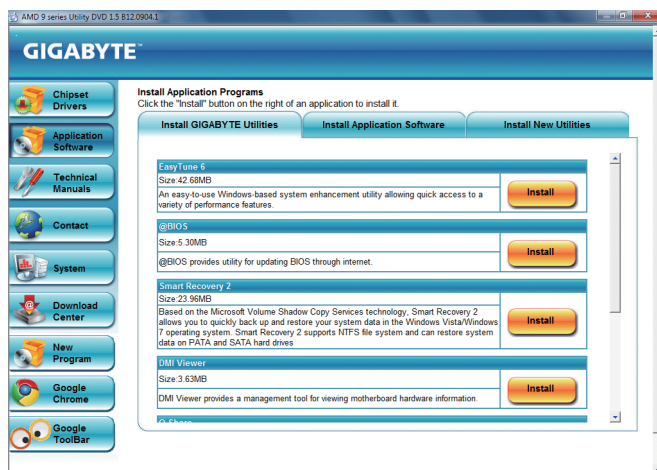 AMD 9 series Utility DVD 1.5 B12.0904.1
GIGABYTE™
Chipset
Drivers
Application
Software
Technical
Manuals
Contact
System
Download
Center
New
Program
Google
Chrome
Google
ToolBar
Install Application Programs
Click the "Install" button on the right of an application to install it.
Install GIGABYTE Utilities
Install Application Software
Install New Utilities
EasyTune 6
Size:42.68MB
An easy-to-use Windows-based system enhancement utility allowing quick access to a
variety of performance features.
Install
@BIOS
Size:5.30MB
@BIOS provides utility for updating BIOS through internet.
Install
Smart Recovery 2
Size:23.96MB
Based on the Microsoft Volume Shadow Copy Services technology, Smart Recovery 2
allows you to quickly back up and restore your system data in the Windows Vista/Windows
7 operating system. Smart Recovery 2 supports NTFS file system and can restore system
data on PATA and SATA hard drives
Install
DMI Viewer
Size:3.63MB
DMI Viewer provides a management tool for viewing motherboard hardware information.
Install